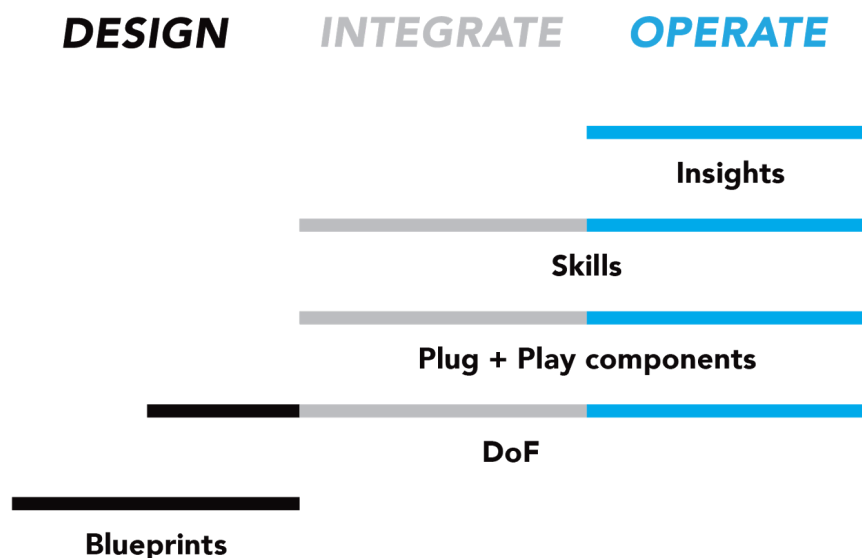 DESIGN INTEGRATE OPERATE
Insights
Skills
Plug + Play components
DoF
Blueprints